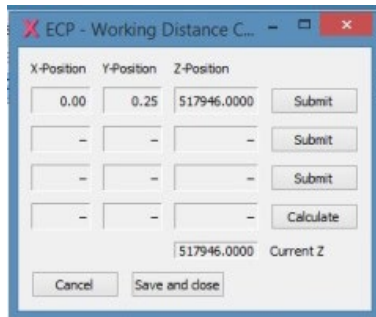 ECP - Working Distance C...
X-Position Y-Position Z-Position
0.00 0.25 517946.0000 Submit
– – – Submit
– – – Submit
– – – Calculate
517946.0000 Current Z
Cancel Save and close